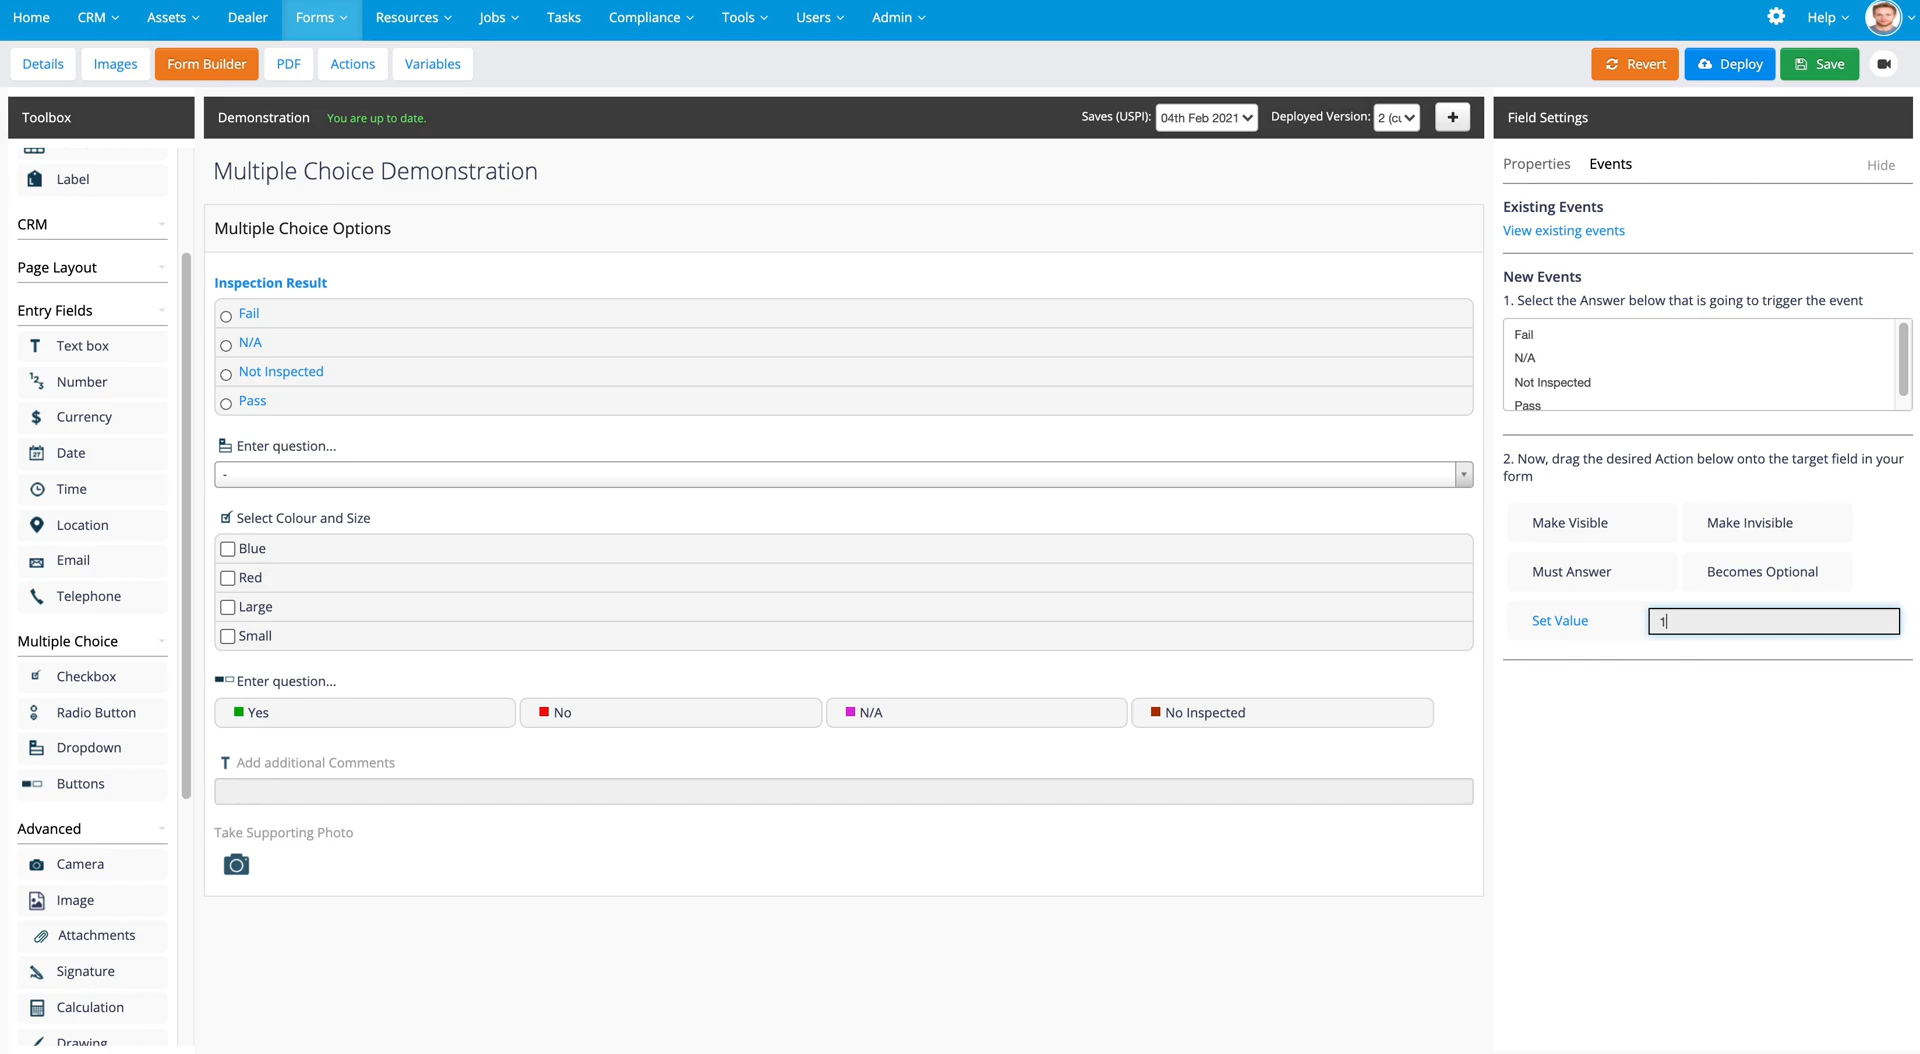 Home CRM Assets Dealer Forms Resources Jobs Tasks Compliance Tools Users Admin Help
Details Images Form Builder PDF Actions Variables Revert Deploy Save
Toolbox
Label
CRM
Page Layout
Entry Fields
Text box
Number
Currency
Date
Time
Location
Email
Telephone
Multiple Choice
Checkbox
Radio Button
Dropdown
Buttons
Advanced
Camera
Image
Attachments
Signature
Calculation
Drawing
Demonstration You are up to date. Saves (USPI): 04th Feb 2021 Deployed Version: 2 (cu
Multiple Choice Demonstration
Multiple Choice Options
Inspection Result
Fail
N/A
Not Inspected
Pass
Enter question...
-
Select Colour and Size
Blue
Red
Large
Small
Enter question...
Yes No N/A No Inspected
Add additional Comments
Take Supporting Photo
Field Settings
Properties Events Hide
Existing Events
View existing events
New Events
1. Select the Answer below that is going to trigger the event
Fail
N/A
Not Inspected
Pass
2. Now, drag the desired Action below onto the target field in your
form
Make Visible Make Invisible
Must Answer Becomes Optional
Set Value 1